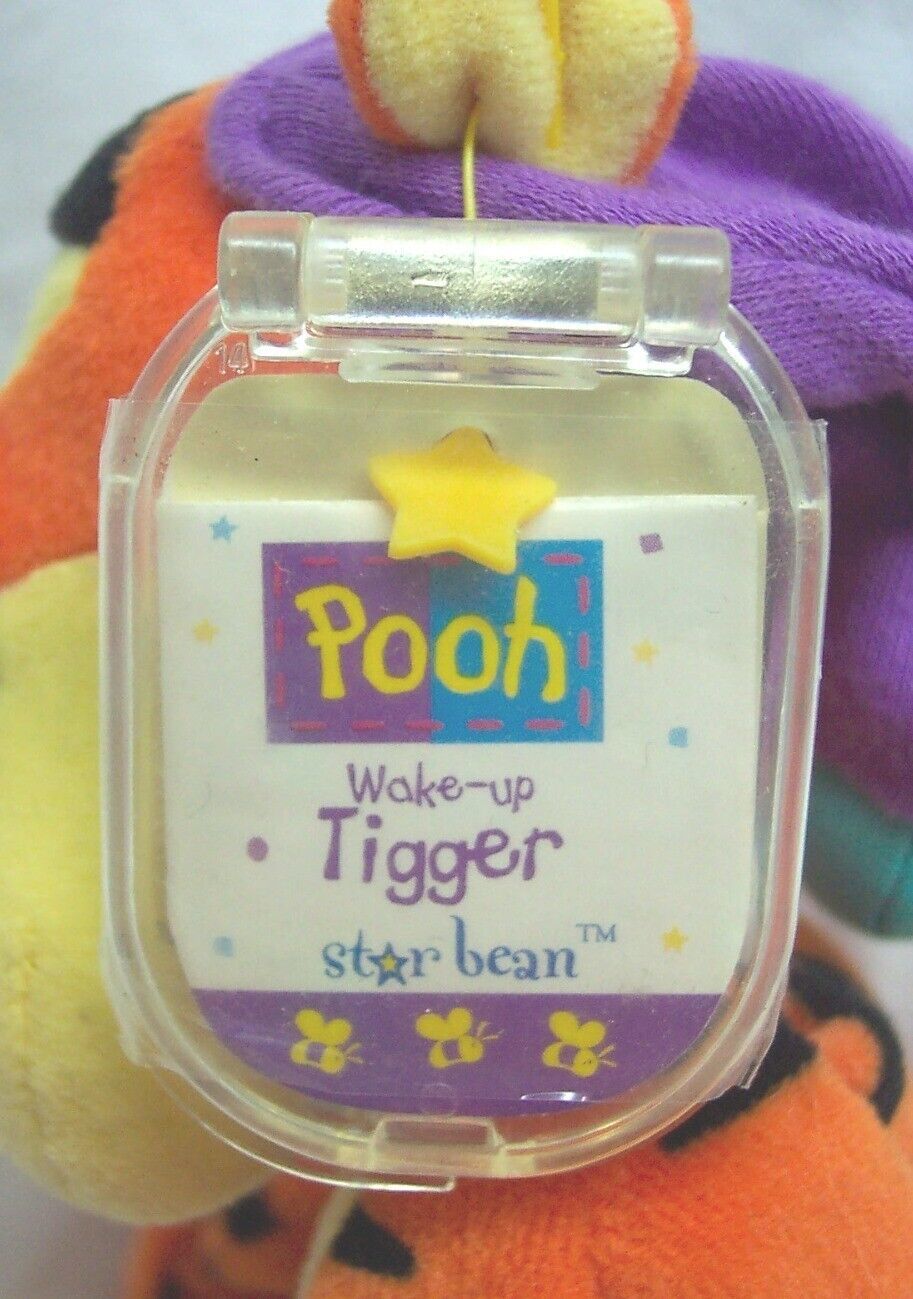 14
Pooh
Wake-up
Tigger
star bean™